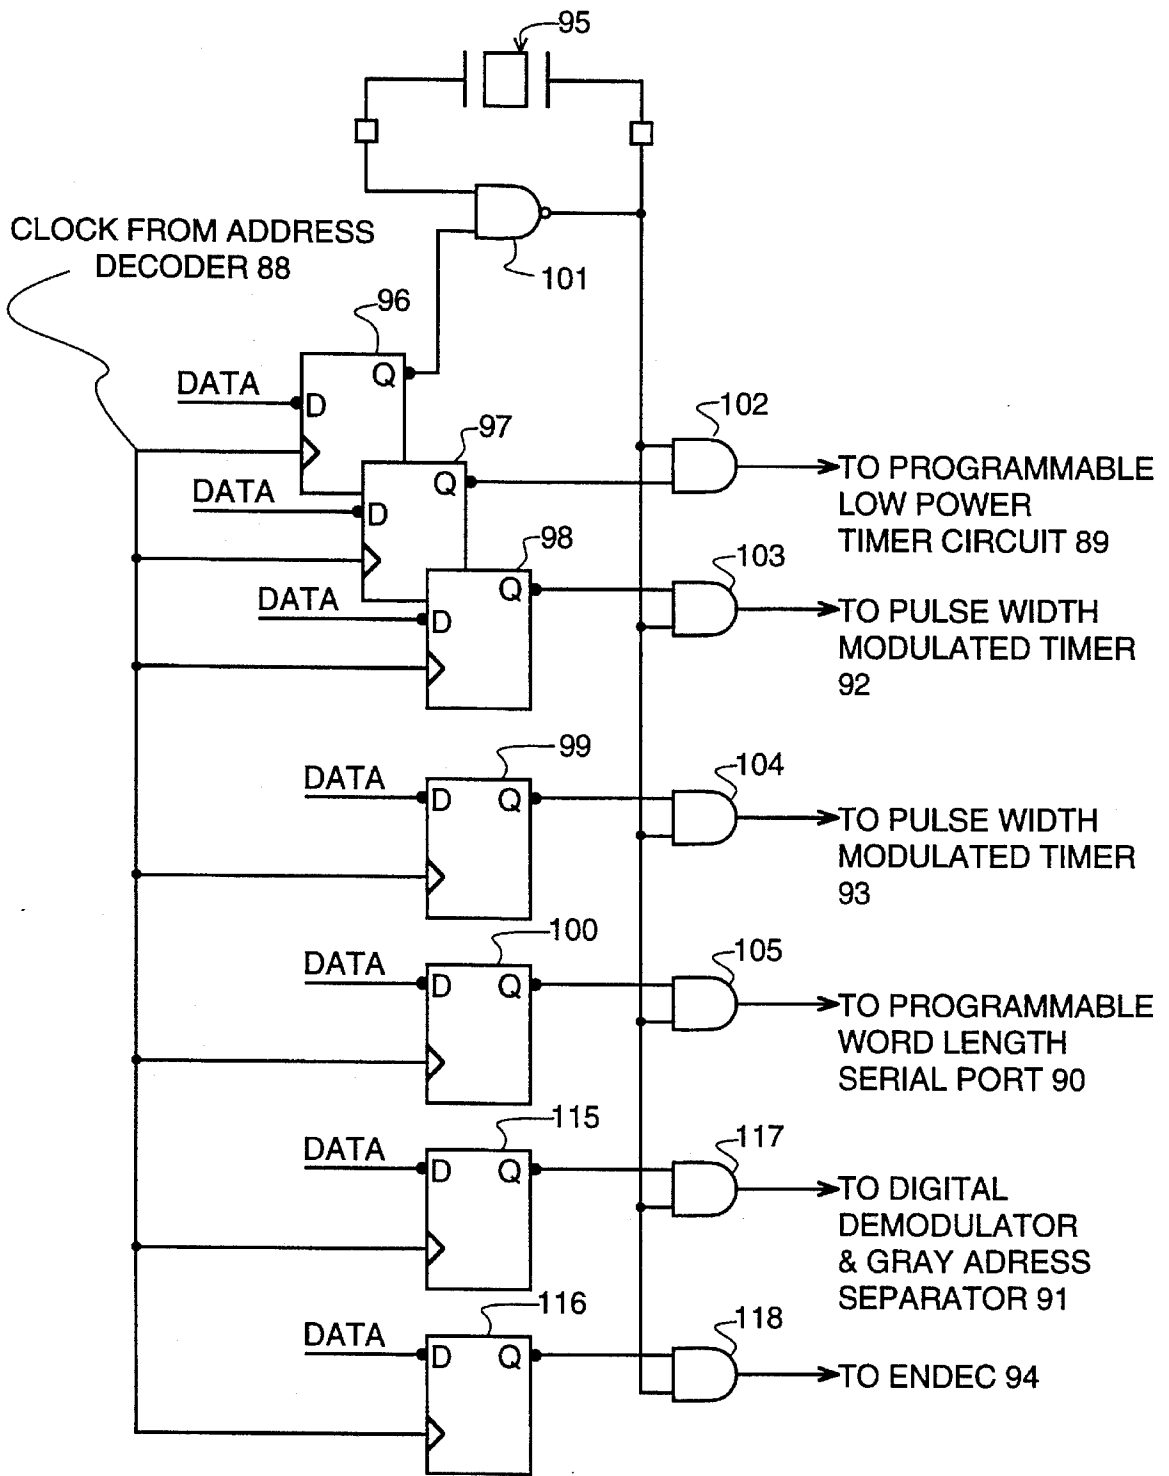 95
CLOCK FROM ADDRESS
DECODER 88
101
96
Q
DATA
D
97
Q
DATA
D
98
Q
DATA
D
102
TO PROGRAMMABLE
LOW POWER
TIMER CIRCUIT 89
103
TO PULSE WIDTH
MODULATED TIMER
92
99
DATA
D Q
104
TO PULSE WIDTH
MODULATED TIMER
93
100
DATA
D Q
105
TO PROGRAMMABLE
WORD LENGTH
SERIAL PORT 90
115
DATA
D Q
117
TO DIGITAL
DEMODULATOR
& GRAY ADRESS
SEPARATOR 91
116
DATA
D Q
118
TO ENDEC 94